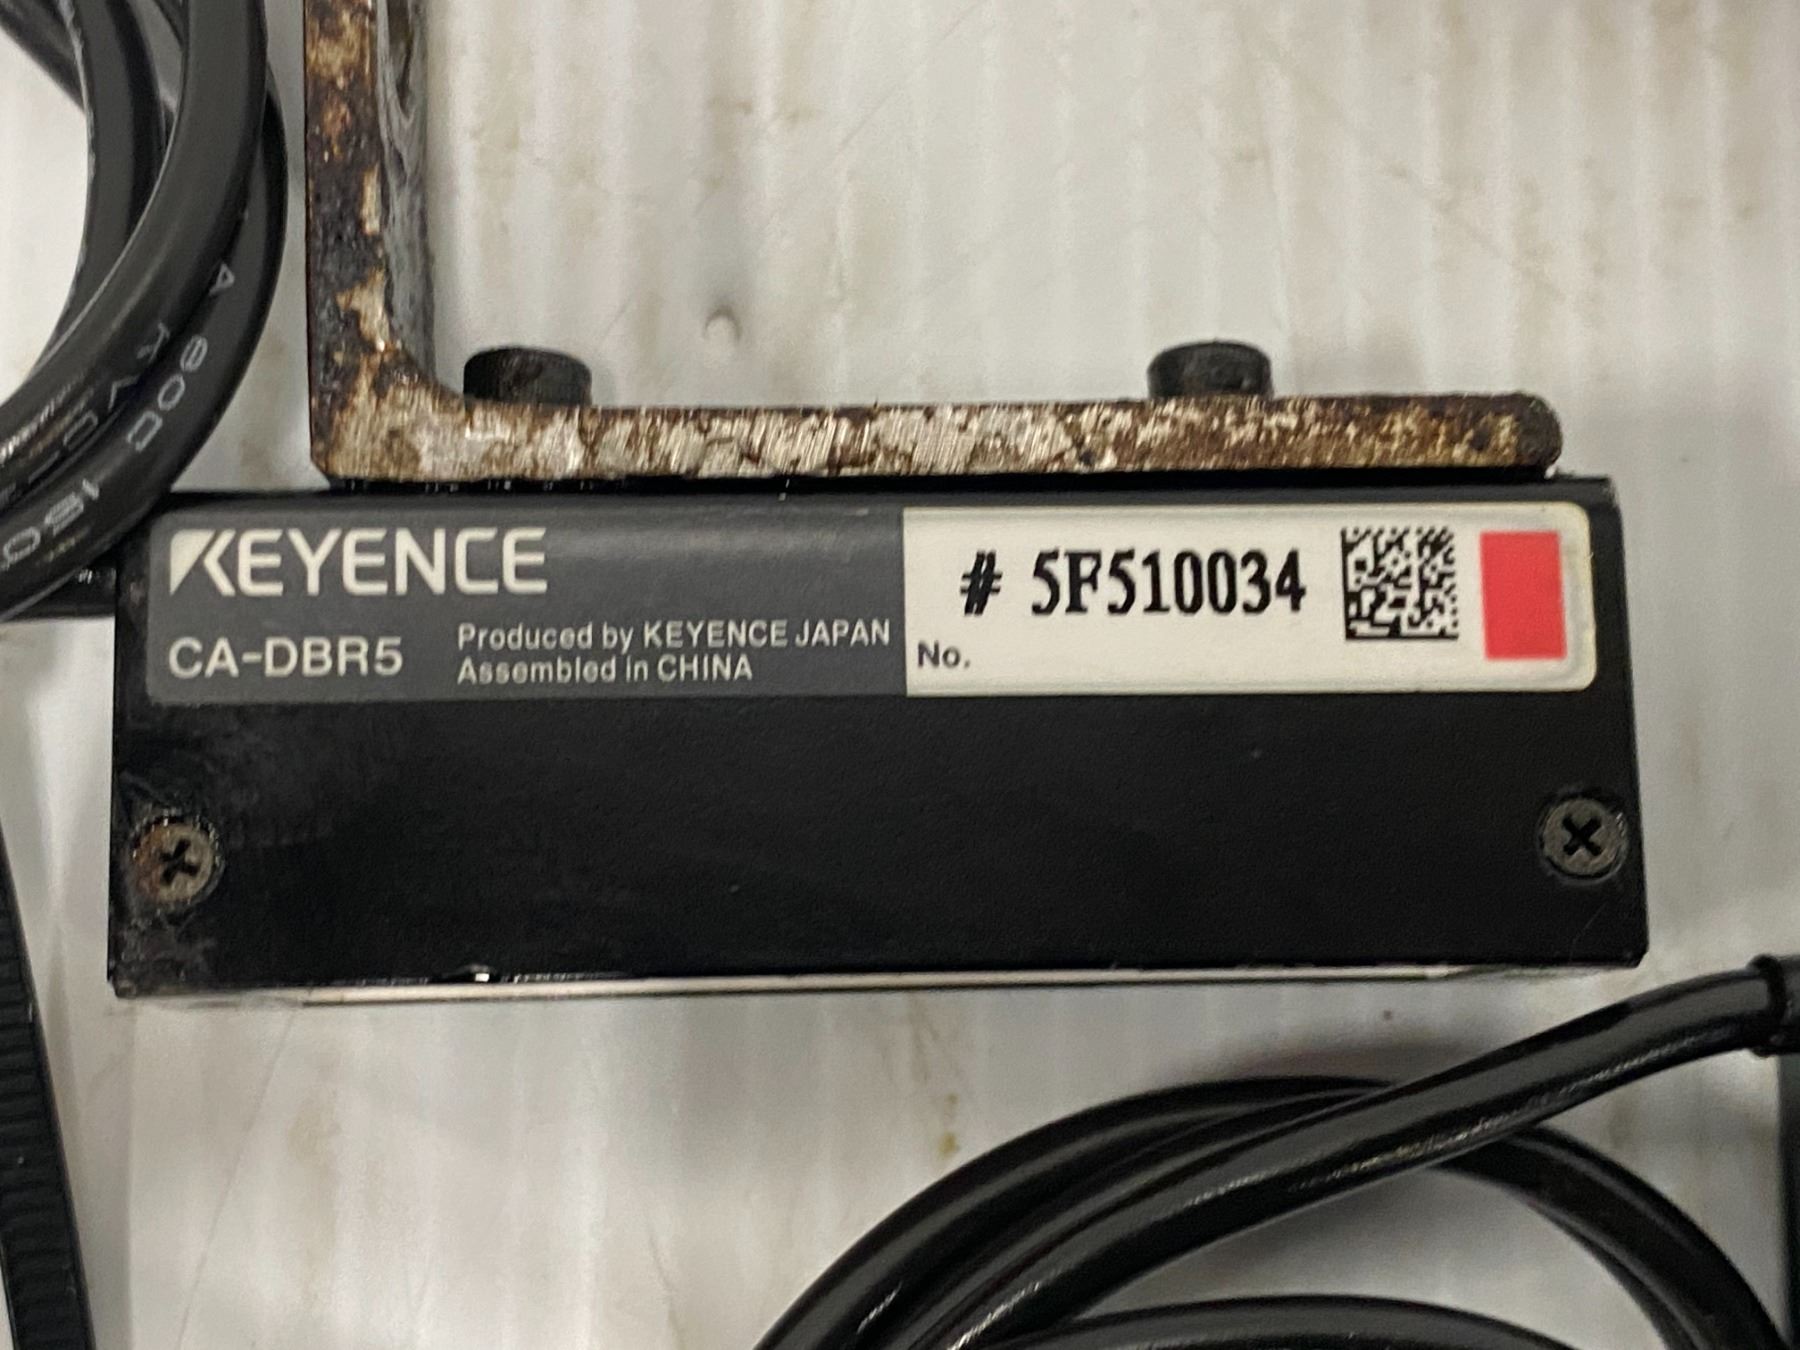 KEYENCE
CA-DBR5
Produced by KEYENCE JAPAN
Assembled in CHINA
# 5F510034
No.